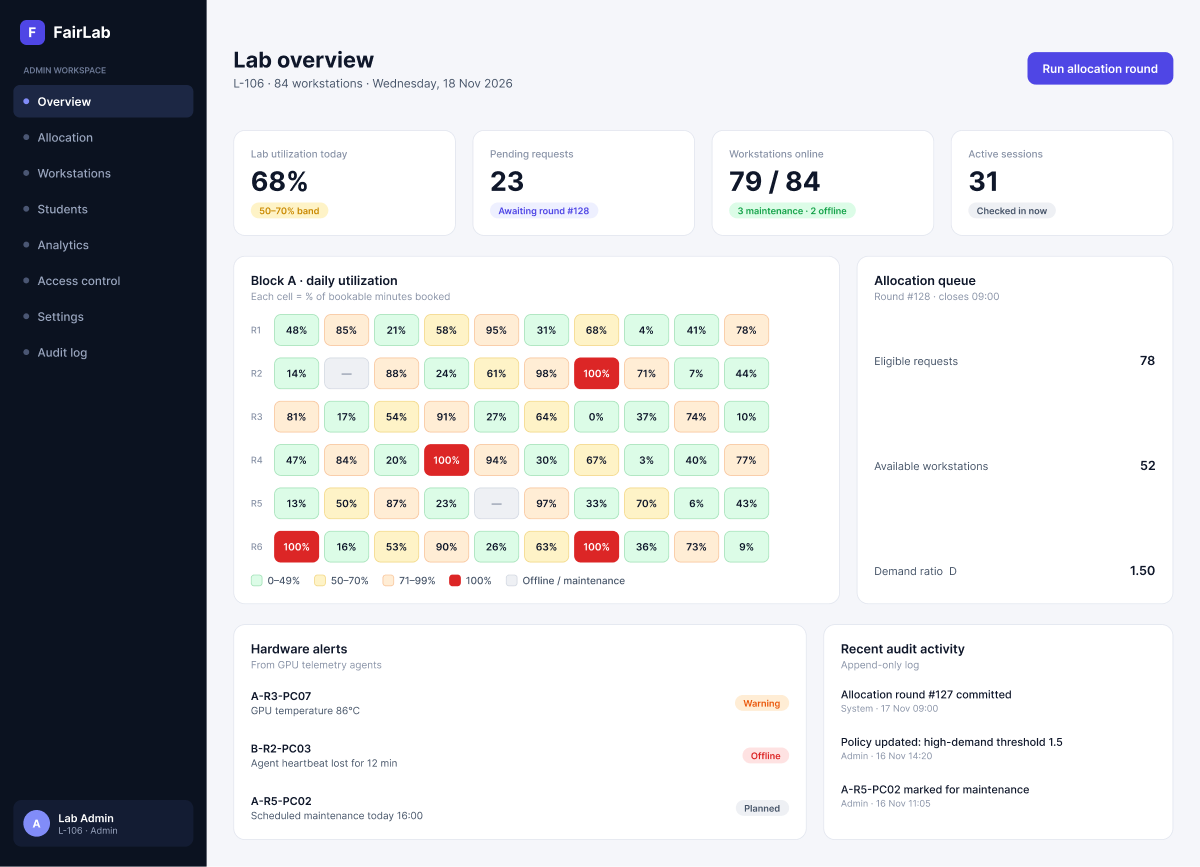 F FairLab
ADMIN WORKSPACE
Overview
Allocation
Workstations
Students
Analytics
Access control
Settings
Audit log
A
Lab Admin
L-106 · Admin
Lab overview
L-106 · 84 workstations · Wednesday, 18 Nov 2026
Run allocation round
Lab utilization today
68%
50–70% band
Pending requests
23
Awaiting round #128
Workstations online
79 / 84
3 maintenance · 2 offline
Active sessions
31
Checked in now
Block A · daily utilization
Each cell = % of bookable minutes booked
R1 48% 85% 21% 58% 95% 31% 68% 4% 41% 78%
R2 14% — 88% 24% 61% 98% 100% 71% 7% 44%
R3 81% 17% 54% 91% 27% 64% 0% 37% 74% 10%
R4 47% 84% 20% 100% 94% 30% 67% 3% 40% 77%
R5 13% 50% 87% 23% — 97% 33% 70% 6% 43%
R6 100% 16% 53% 90% 26% 63% 100% 36% 73% 9%
0–49% 50–70% 71–99% 100% Offline / maintenance
Allocation queue
Round #128 · closes 09:00
Eligible requests 78
Available workstations 52
Demand ratio D 1.50
Hardware alerts
From GPU telemetry agents
A-R3-PC07
GPU temperature 86°C
Warning
B-R2-PC03
Agent heartbeat lost for 12 min
Offline
A-R5-PC02
Scheduled maintenance today 16:00
Planned
Recent audit activity
Append-only log
Allocation round #127 committed
System · 17 Nov 09:00
Policy updated: high-demand threshold 1.5
Admin · 16 Nov 14:20
A-R5-PC02 marked for maintenance
Admin · 16 Nov 11:05